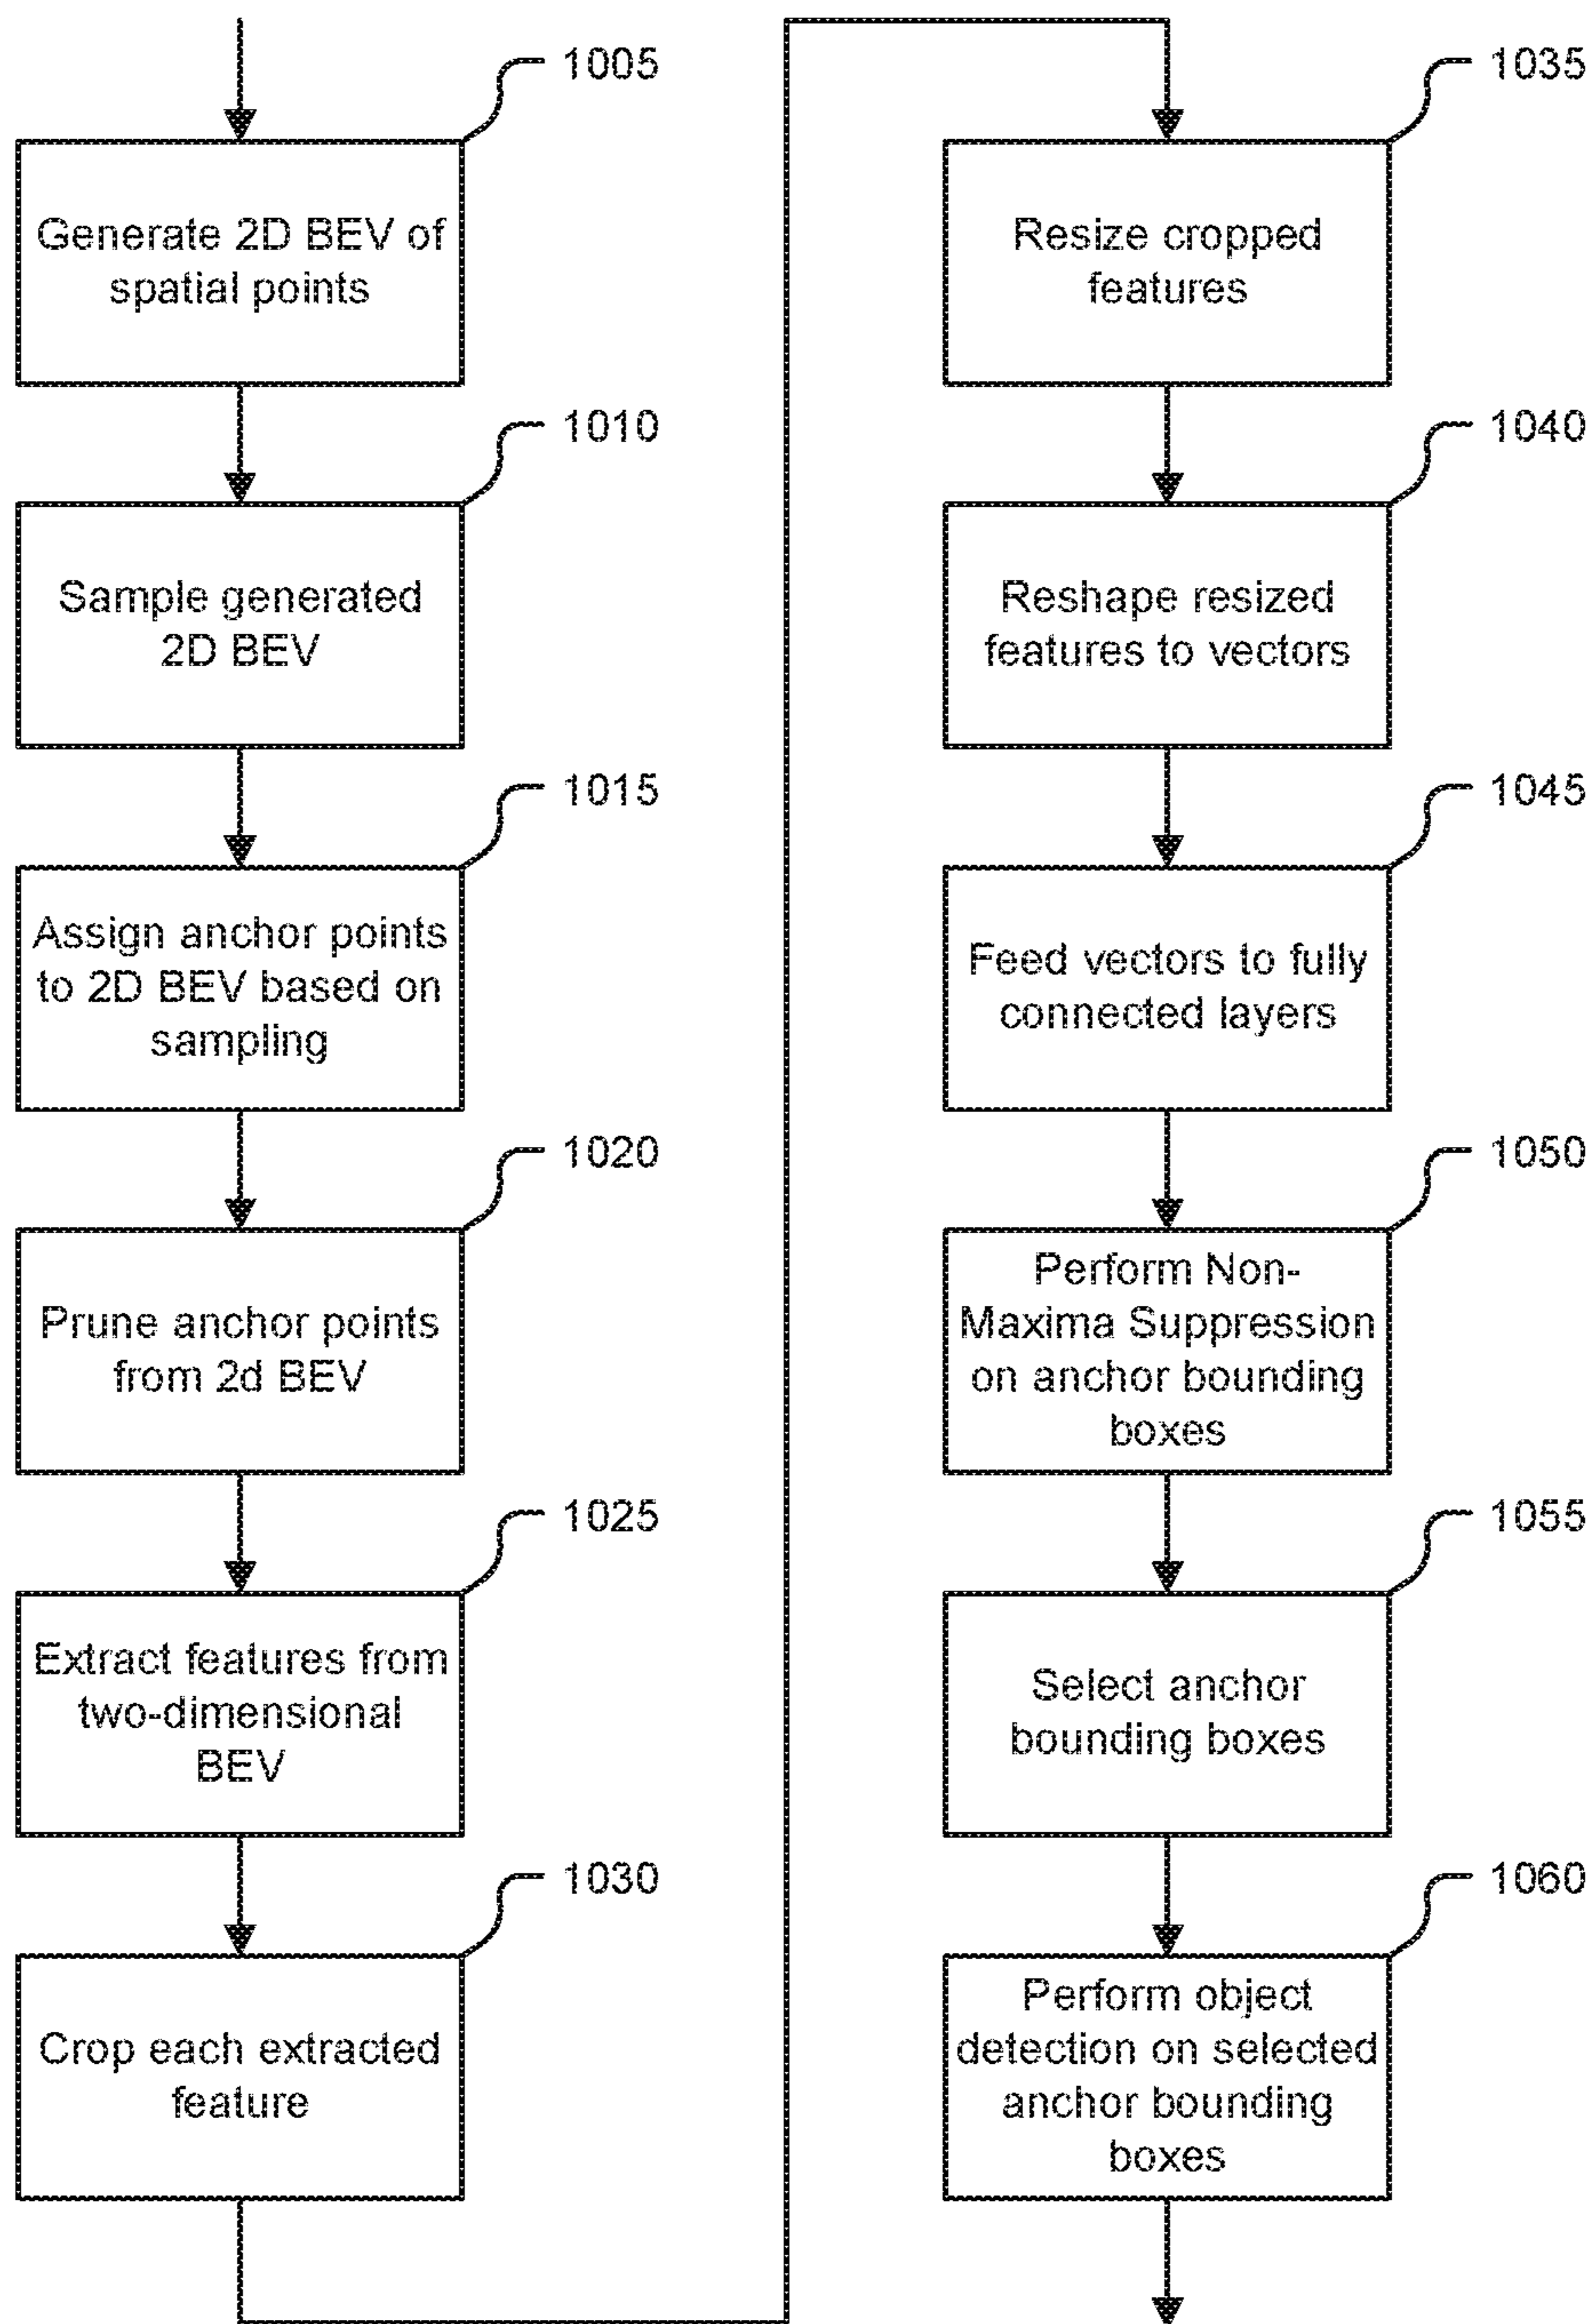 1005
Generate 2D BEV of
spatial points
1010
Sample generated
2D BEV
1015
Assign anchor points
to 2D BEV based on
sampling
1020
Prune anchor points
from 2d BEV
1025
Extract features from
two-dimensional
BEV
1030
Crop each extracted
feature
1035
Resize cropped
features
1040
Reshape resized
features to vectors
1045
Feed vectors to fully
connected layers
1050
Perform Non-
Maxima Suppression
on anchor bounding
boxes
1055
Select anchor
bounding boxes
1060
Perform object
detection on selected
anchor bounding
boxes